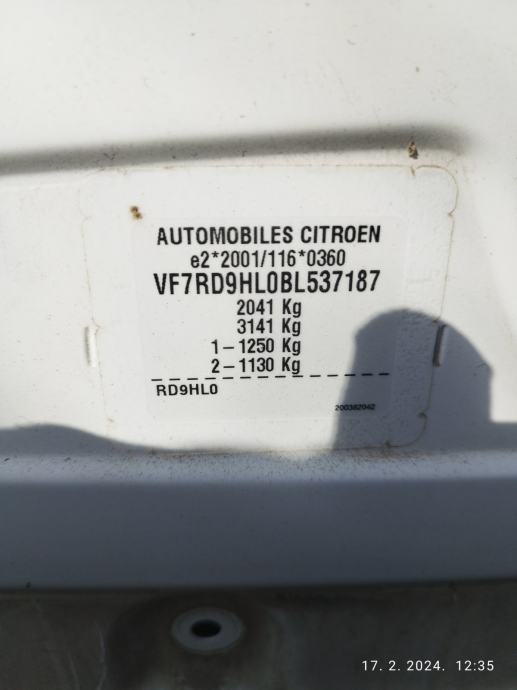 AUTOMOBILES CITROEN
e2*2001/116*0360
VF7RD9HL0BL537187
2041 Kg
3141 Kg
1-1250 Kg
2-1130 Kg
RD9HL0
200382042
17. 2. 2024. 12:35